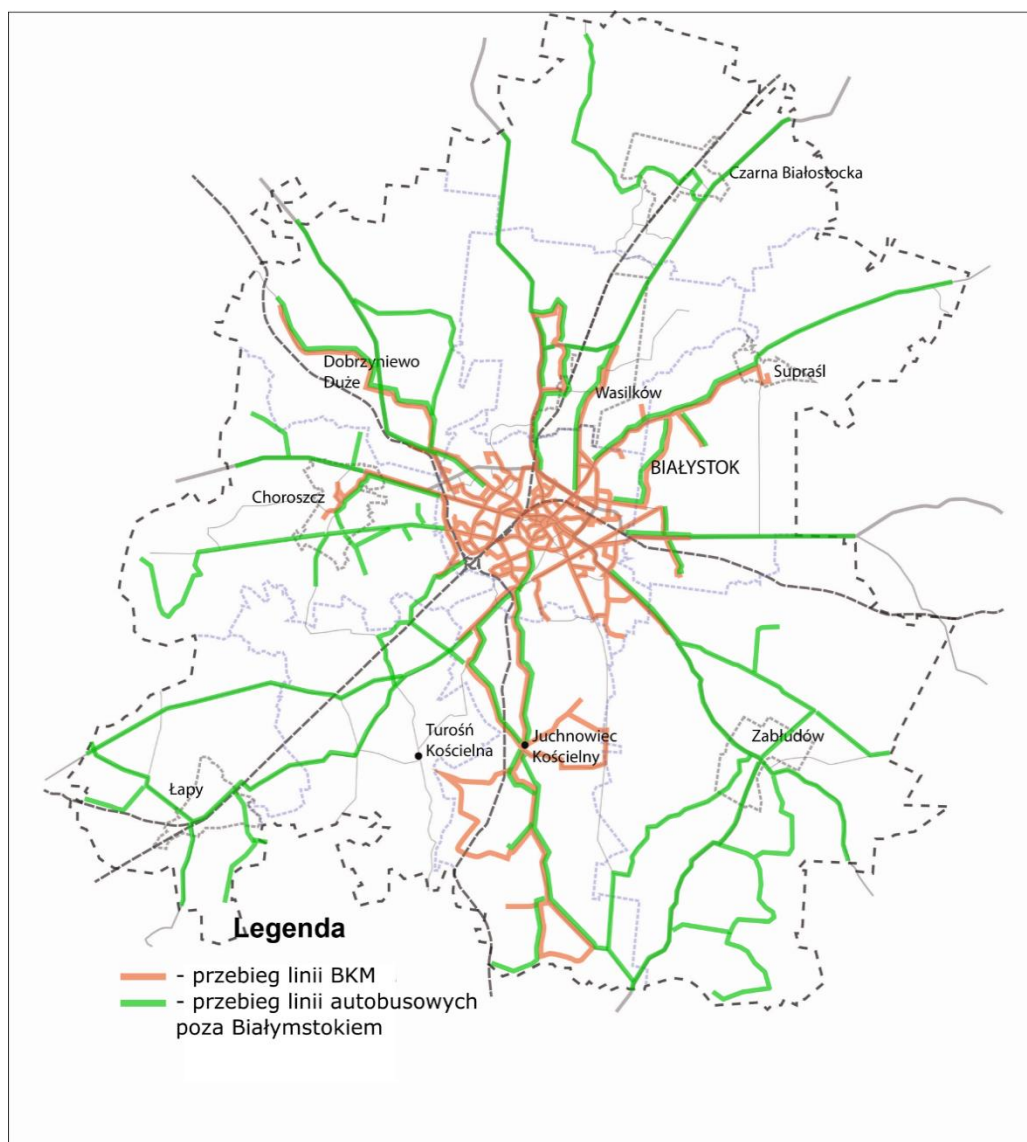 Czarna Białostocka
Dobrzyniewo
Duże
Supraśl
Wasilków
BIAŁYSTOK
Choroszcz
Turośń
Kościelna
Juchnowiec
Kościelny
Zabłudów
Łapy
Legenda
- przebieg linii BKM
- przebieg linii autobusowych
poza Białymstokiem